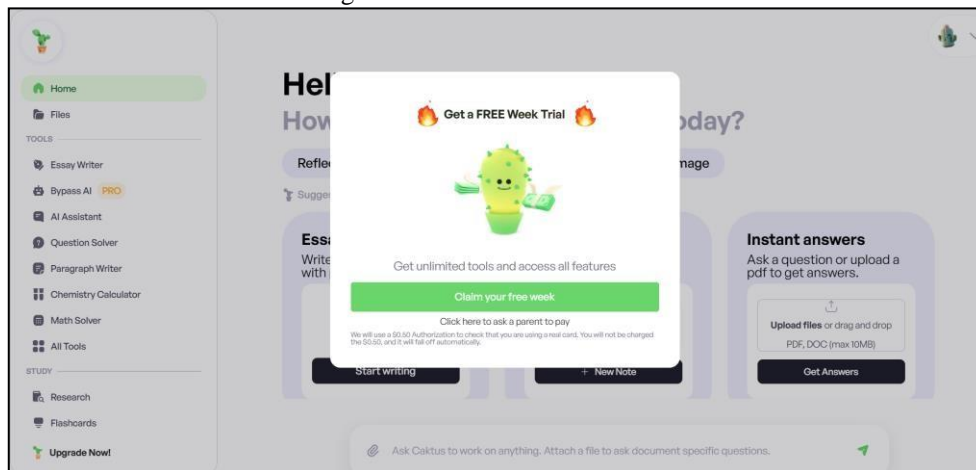 Home
Files
TOOLS
Essay Writer
Bypass AI PRO
AI Assistant
Question Solver
Paragraph Writer
Chemistry Calculator
Math Solver
All Tools
STUDY
Research
Flashcards
Upgrade Now!
Hel
How
oday?
Refle
mage
Sugge
Get a FREE Week Trial
Get unlimited tools and access all features
Claim your free week
Click here to ask a parent to pay
We will use a $0.50 Authorization to check that you are using a real card. You will not be charged
the $0.50, and it will fall off automatically.
Ess
Write
with
Start writing
+ New Note
Instant answers
Ask a question or upload a
pdf to get answers.
Upload files or drag and drop
PDF, DOC (max 10MB)
Get Answers
Ask Caktus to work on anything. Attach a file to ask document specific questions.